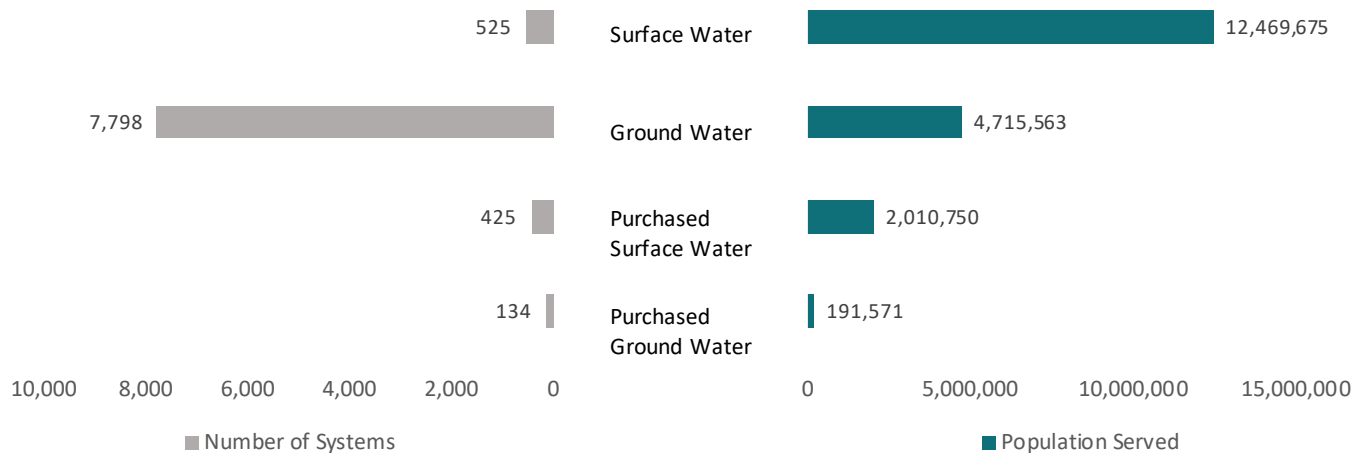 525 Surface Water 12,469,675
7,798 Ground Water 4,715,563
425 Purchased 2,010,750
Surface Water
134 Purchased 191,571
Ground Water
10,000 8,000 6,000 4,000 2,000 0 0 5,000,000 10,000,000 15,000,000
Number of Systems Population Served